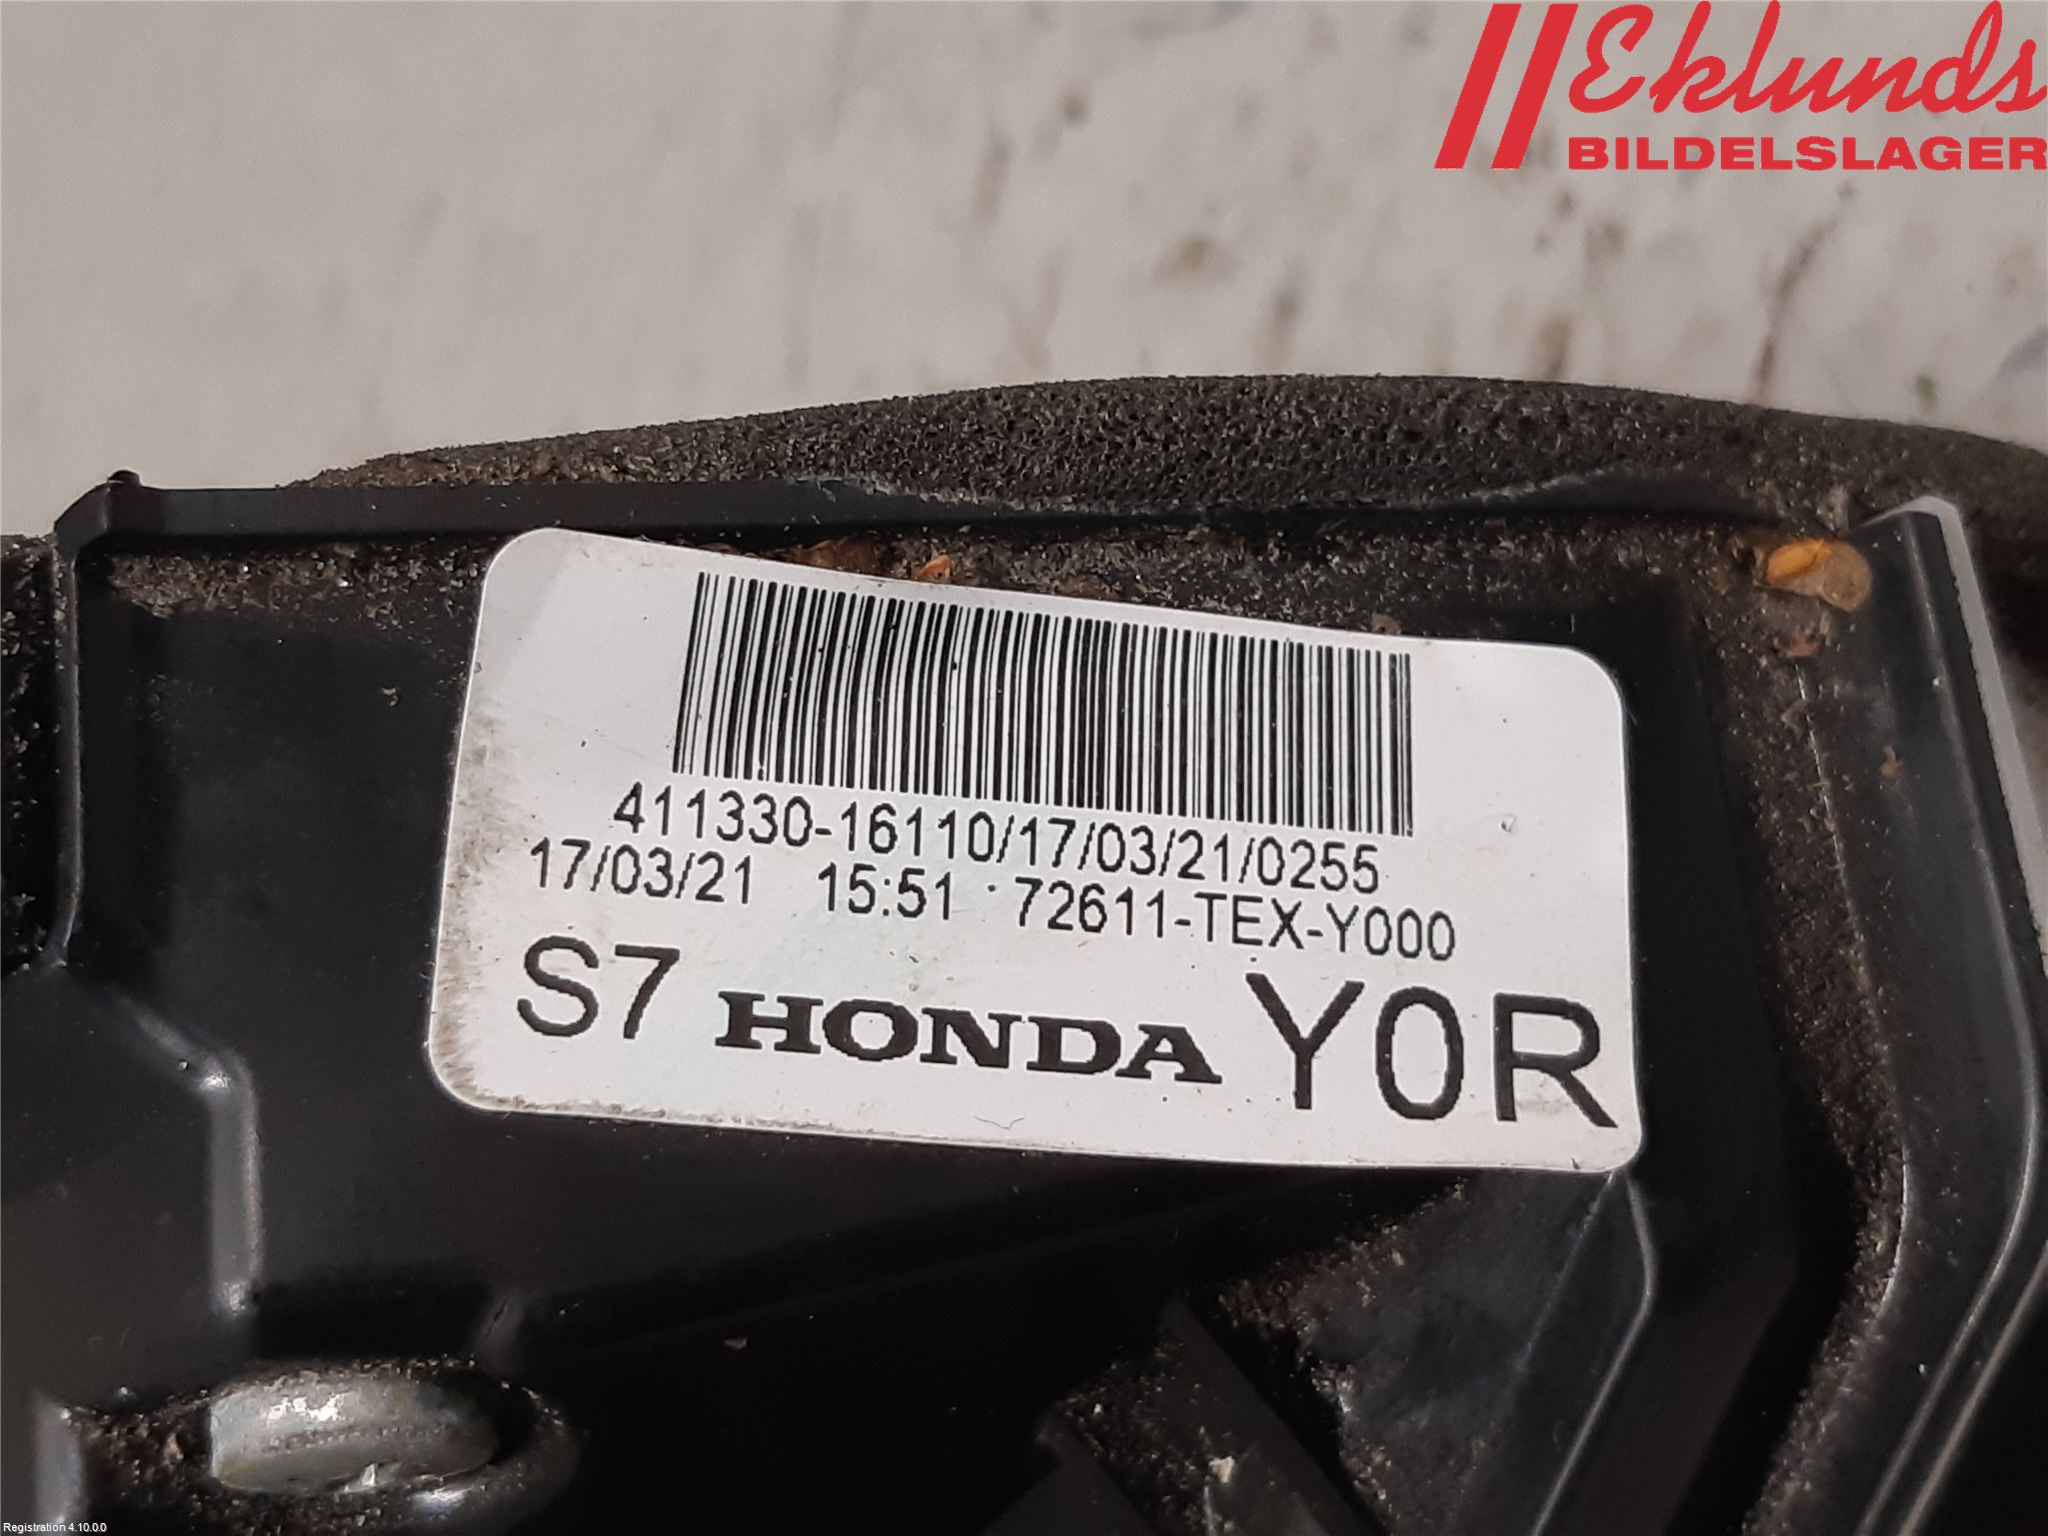 Eklunds
BILDELSLAGER
411330-16110/17/03/21/0255
17/03/21 15:51 72611-TEX-Y000
S7 HONDA Y0R
Registration 4.10.0.0